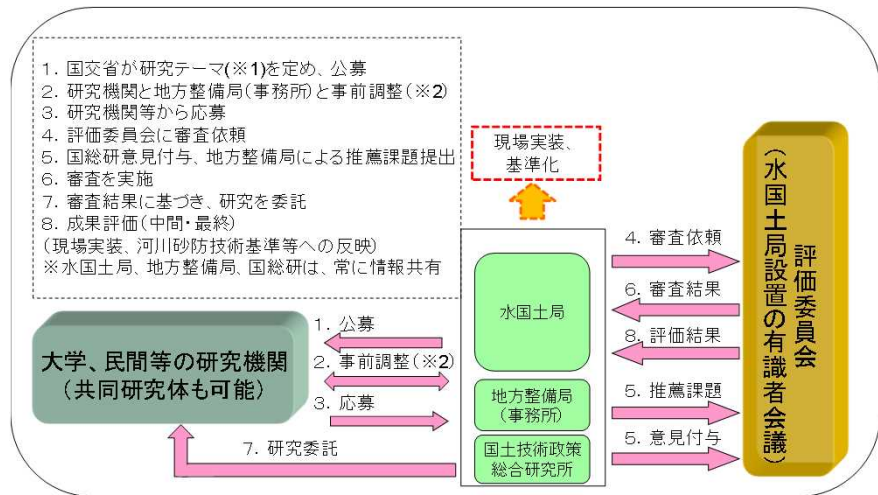 1. 国交省が研究テーマ(※1)を定め、公募
2. 研究機関と地方整備局(事務所)と事前調整(※2)
3. 研究機関等から応募
4. 評価委員会に審査依頼
5. 国総研意見付与、地方整備局による推薦課題提出
6. 審査を実施
7. 審査結果に基づき、研究を委託
8. 成果評価(中間・最終)
(現場実装、河川砂防技術基準等への反映)
※水国土局、地方整備局、国総研は、常に情報共有
現場実装、
基準化
大学、民間等の研究機関
(共同研究体も可能)
1. 公募
2. 事前調整(※2)
3. 応募
7. 研究委託
水国土局
地方整備局
(事務所)
国土技術政策
総合研究所
4. 審査依頼
6. 審査結果
8. 評価結果
5. 推薦課題
5. 意見付与
評価委員会
(水国土局設置の有識者会議)